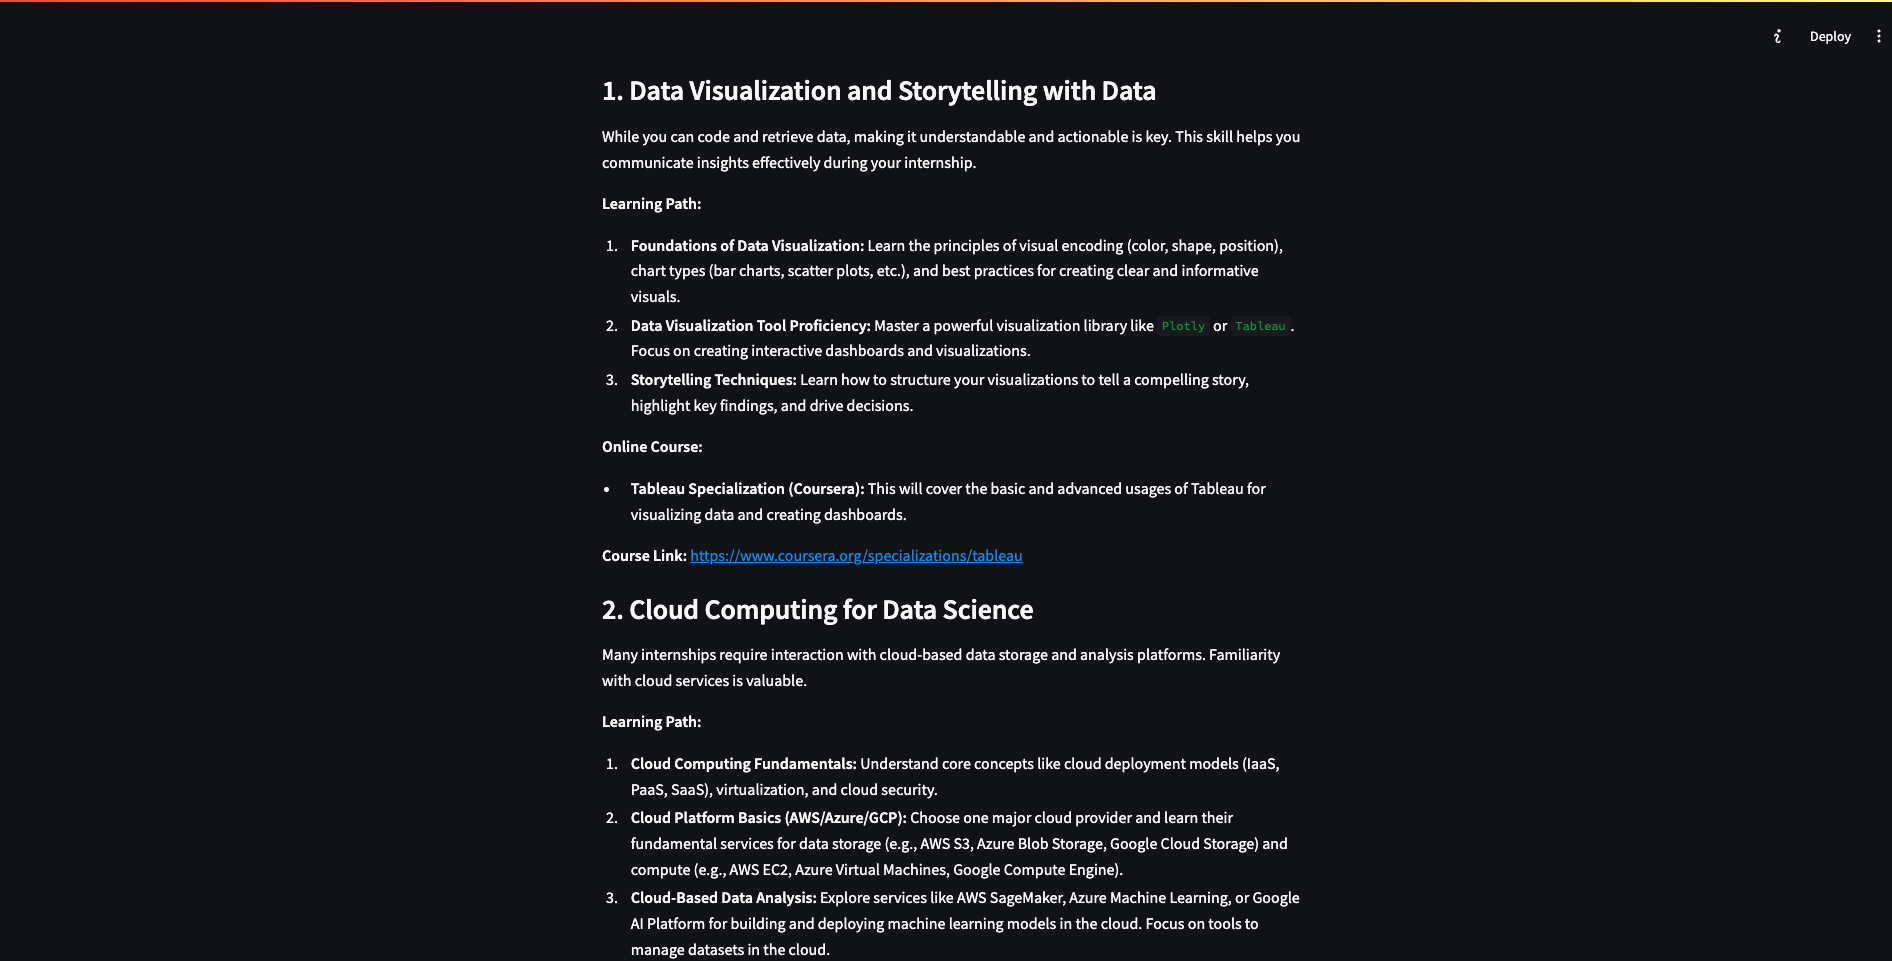 Deploy
1. Data Visualization and Storytelling with Data
While you can code and retrieve data, making it understandable and actionable is key. This skill helps you
communicate insights effectively during your internship.
Learning Path:
1. Foundations of Data Visualization: Learn the principles of visual encoding (color, shape, position),
chart types (bar charts, scatter plots, etc.), and best practices for creating clear and informative
visuals.
2. Data Visualization Tool Proficiency: Master a powerful visualization library like Plotly or Tableau.
Focus on creating interactive dashboards and visualizations.
3. Storytelling Techniques: Learn how to structure your visualizations to tell a compelling story,
highlight key findings, and drive decisions.
Online Course:
• Tableau Specialization (Coursera): This will cover the basic and advanced usages of Tableau for
visualizing data and creating dashboards.
Course Link: https://www.coursera.org/specializations/tableau
2. Cloud Computing for Data Science
Many internships require interaction with cloud-based data storage and analysis platforms. Familiarity
with cloud services is valuable.
Learning Path:
1. Cloud Computing Fundamentals: Understand core concepts like cloud deployment models (IaaS,
PaaS, SaaS), virtualization, and cloud security.
2. Cloud Platform Basics (AWS/Azure/GCP): Choose one major cloud provider and learn their
fundamental services for data storage (e.g., AWS S3, Azure Blob Storage, Google Cloud Storage) and
compute (e.g., AWS EC2, Azure Virtual Machines, Google Compute Engine).
3. Cloud-Based Data Analysis: Explore services like AWS SageMaker, Azure Machine Learning, or Google
AI Platform for building and deploying machine learning models in the cloud. Focus on tools to
manage datasets in the cloud.